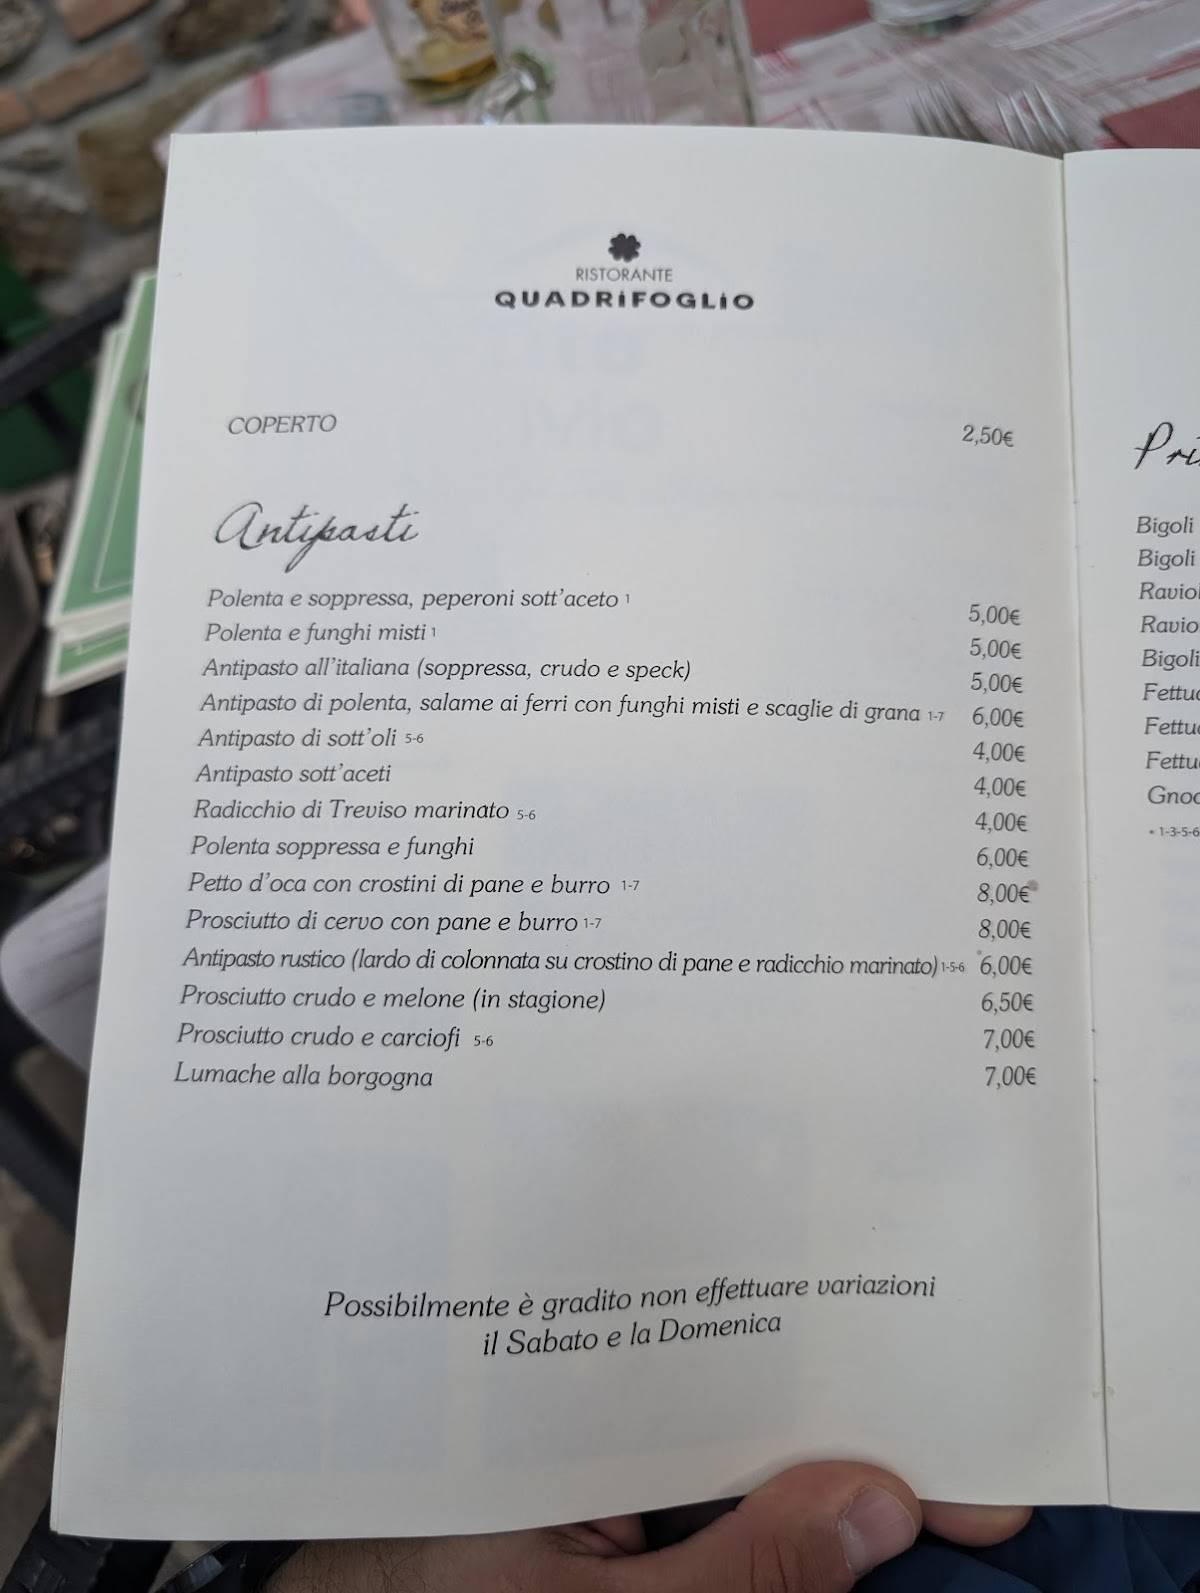 RISTORANTE
QUADRiFOGLiO
COPERTO 2,50€
Antipasti
Polenta e soppressa, peperoni sott'aceto 1 5,00€
Polenta e funghi misti 1 5,00€
Antipasto all'italiana (soppressa, crudo e speck) 5,00€
Antipasto di polenta, salame ai ferri con funghi misti e scaglie di grana 1-7 6,00€
Antipasto di sott'oli 5-6 4,00€
Antipasto sott'aceti 4,00€
Radicchio di Treviso marinato 5-6 4,00€
Polenta soppressa e funghi 6,00€
Petto d'oca con crostini di pane e burro 1-7 8,00€
Prosciutto di cervo con pane e burro 1-7 8,00€
Antipasto rustico (lardo di colonnata su crostino di pane e radicchio marinato) 1-5-6 6,00€
Prosciutto crudo e melone (in stagione) 6,50€
Prosciutto crudo e carciofi 5-6 7,00€
Lumache alla borgogna 7,00€
Possibilmente è gradito non effettuare variazioni
il Sabato e la Domenica
Bigoli
Bigoli
Bigoli
* 1-3-5-6